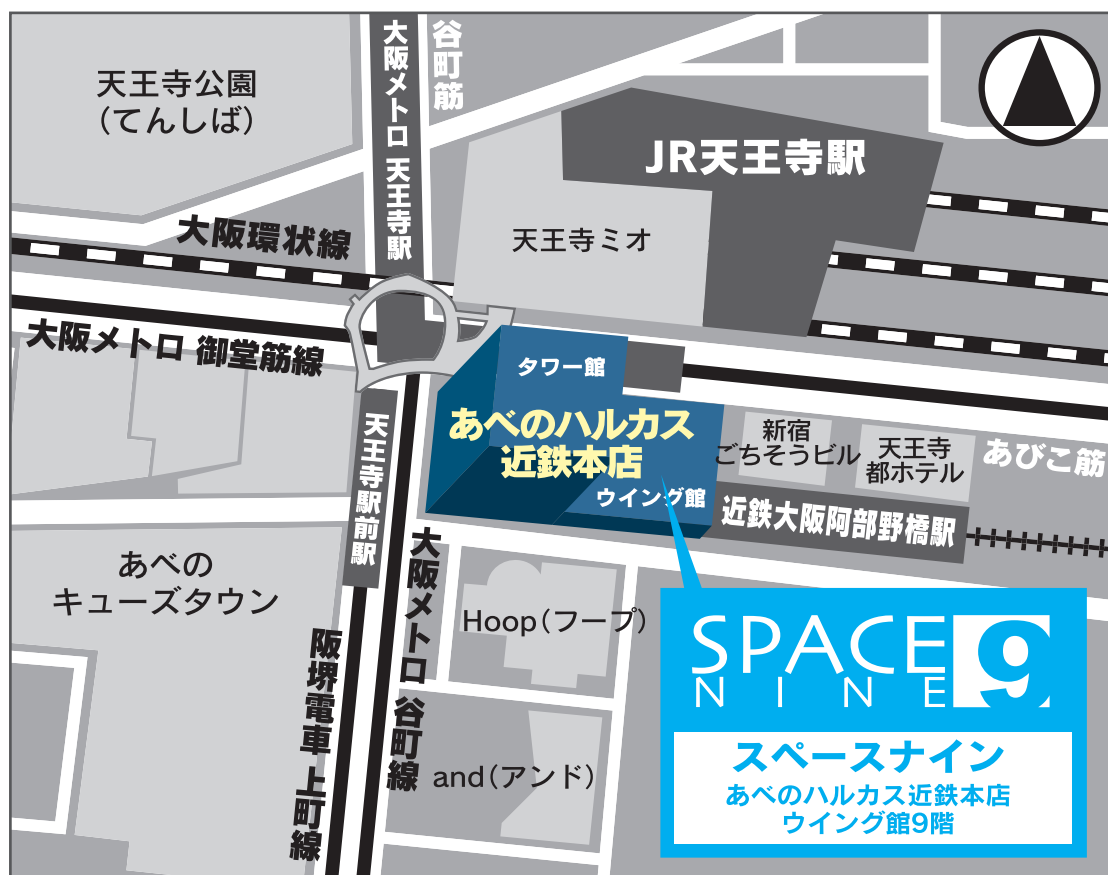 天王寺公園
(てんしば)
大阪メトロ 天王寺駅
谷町筋
JR天王寺駅
大阪環状線
天王寺ミオ
大阪メトロ 御堂筋線
タワー館
あべのハルカス
近鉄本店
ウイング館
新宿
ごちそうビル
天王寺
都ホテル
あびこ筋
天王寺駅前駅
近鉄大阪阿部野橋駅
あべの
キューズタウン
大阪メトロ 谷町線
阪堺電車 上町線
Hoop(フープ)
and(アンド)
SPACE
NINE
9
スペースナイン
あべのハルカス近鉄本店
ウイング館9階